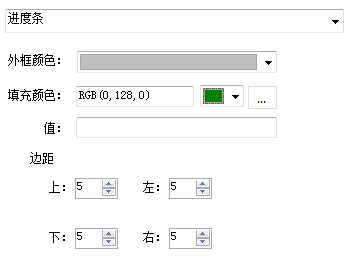 进度条
外框颜色：
填充颜色： RGB(0,128,0) ...
值：
边距
上： 5 左： 5
下： 5 右： 5